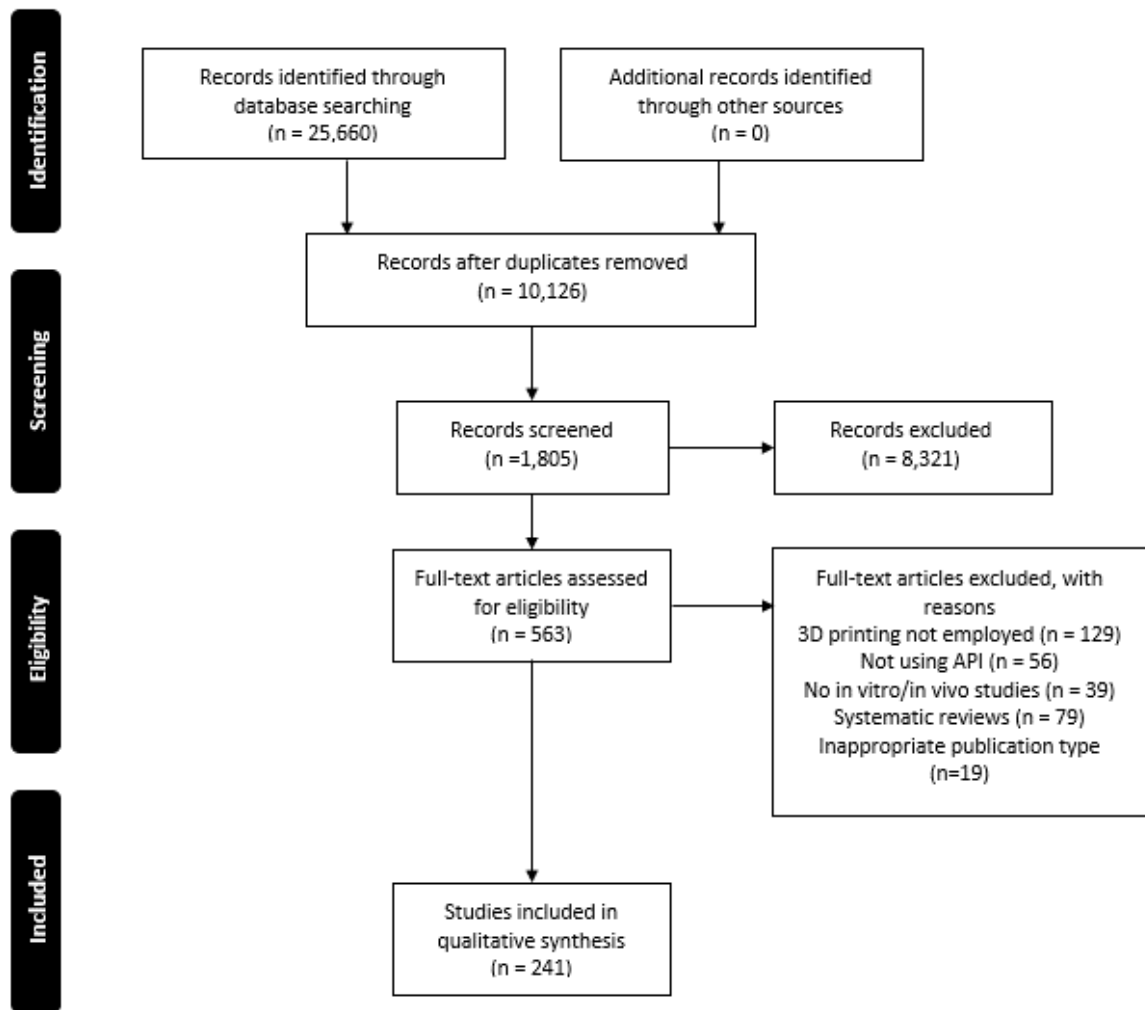 Identification
Records identified through
database searching
(n = 25,660)
Additional records identified
through other sources
(n = 0)
Records after duplicates removed
(n = 10,126)
Screening
Records screened
(n =1,805)
Records excluded
(n = 8,321)
Eligibility
Full-text articles assessed
for eligibility
(n = 563)
Full-text articles excluded, with
reasons
3D printing not employed (n = 129)
Not using API (n = 56)
No in vitro/in vivo studies (n = 39)
Systematic reviews (n = 79)
Inappropriate publication type
(n=19)
Included
Studies included in
qualitative synthesis
(n = 241)